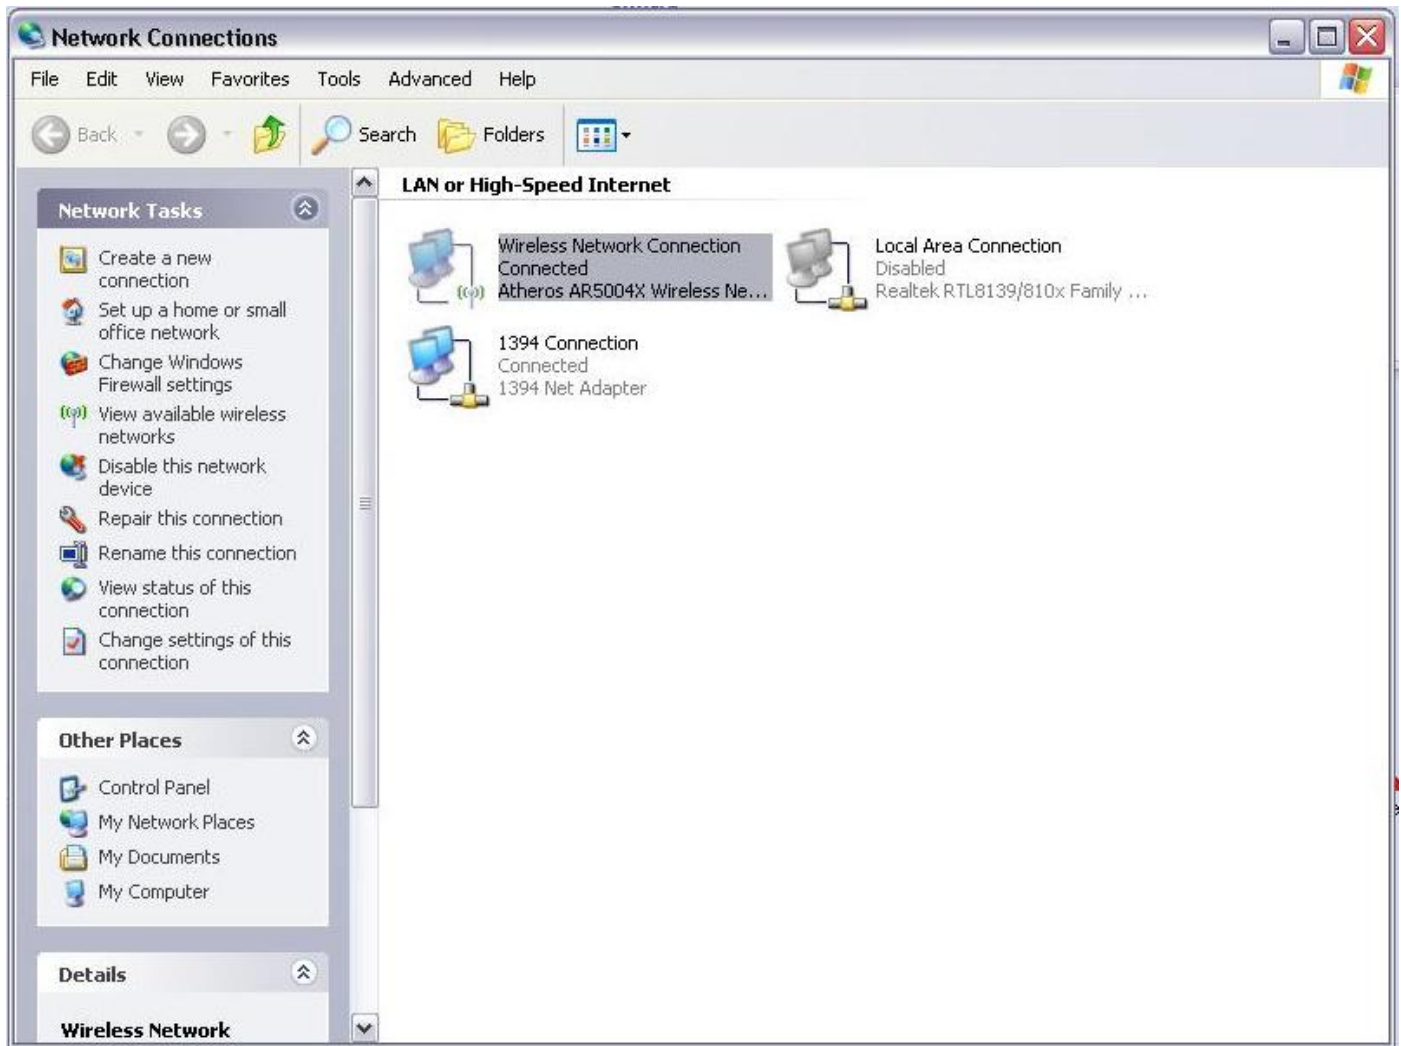 Network Connections
File Edit View Favorites Tools Advanced Help
Back Search Folders
Network Tasks
Create a new
connection
Set up a home or small
office network
Change Windows
Firewall settings
View available wireless
networks
Disable this network
device
Repair this connection
Rename this connection
View status of this
connection
Change settings of this
connection
Other Places
Control Panel
My Network Places
My Documents
My Computer
Details
Wireless Network
LAN or High-Speed Internet
Wireless Network Connection
Connected
Atheros AR5004X Wireless Ne...
Local Area Connection
Disabled
Realtek RTL8139/810x Family ...
1394 Connection
Connected
1394 Net Adapter